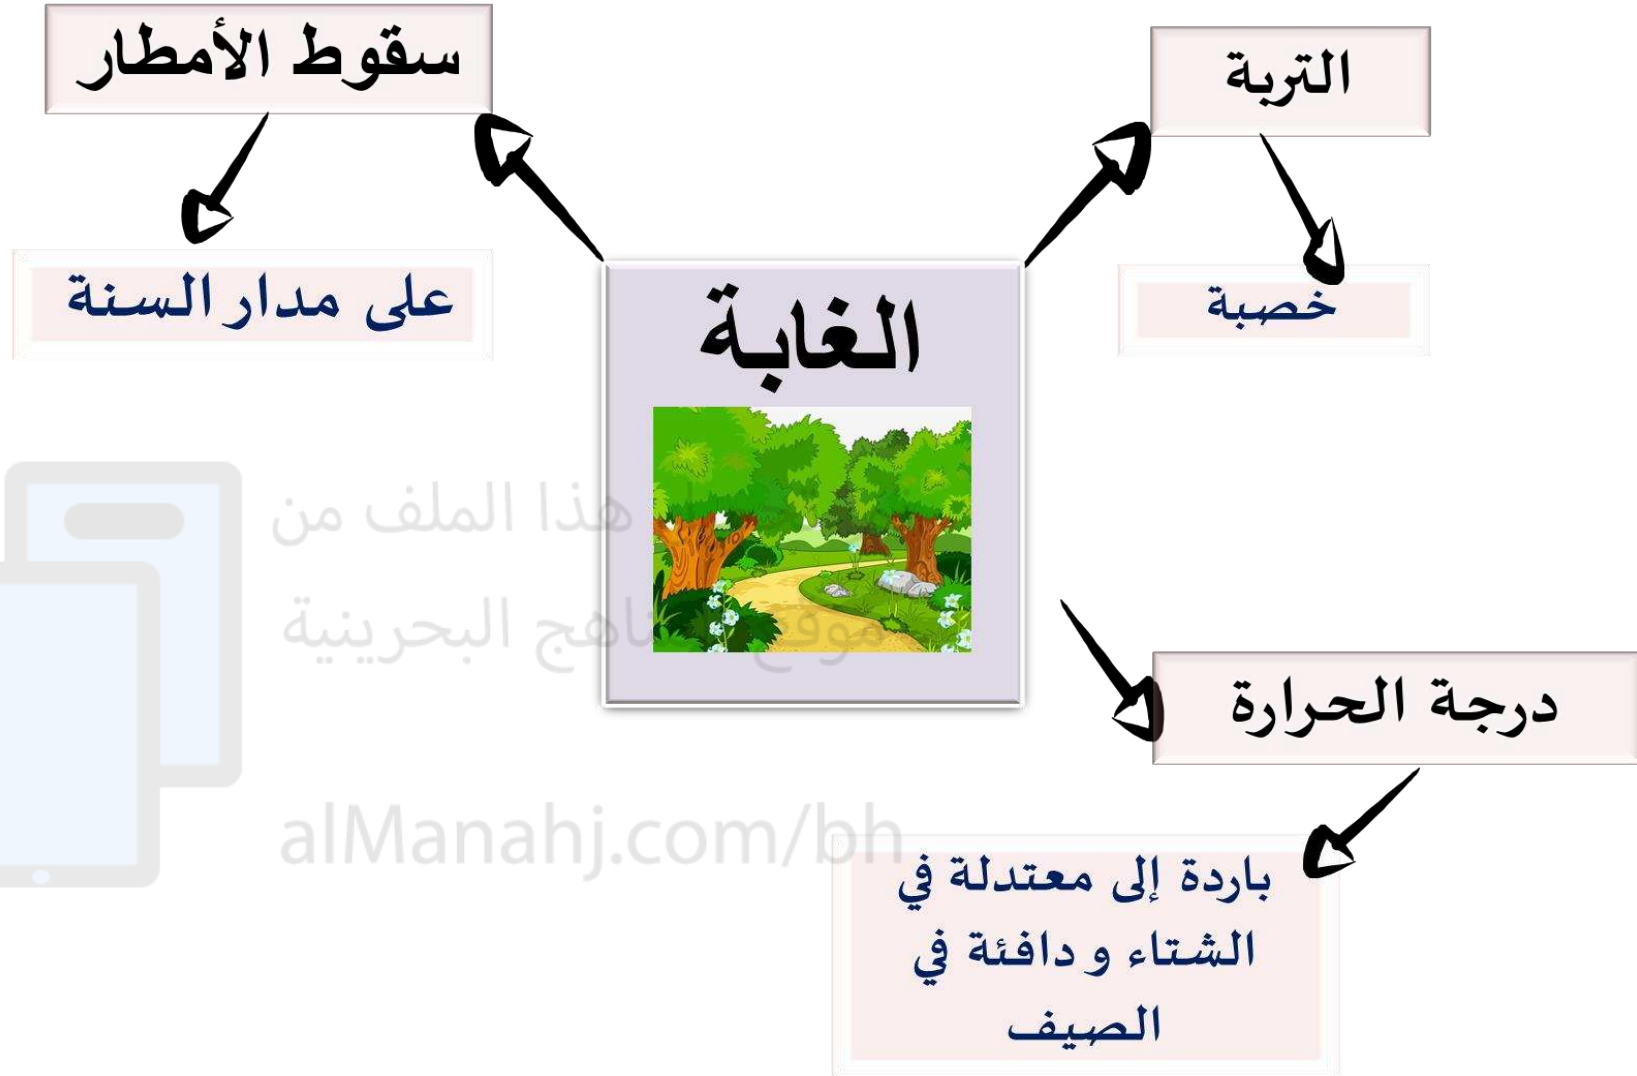 التربة
سقوط الأمطار
خصبة
على مدار السنة
الغابة
هذا الملف من
موقع
البحرينية
درجة الحرارة
alManahj.com/bh
باردة إلى معتدلة في
الشتاء و دافئة في
الصيف